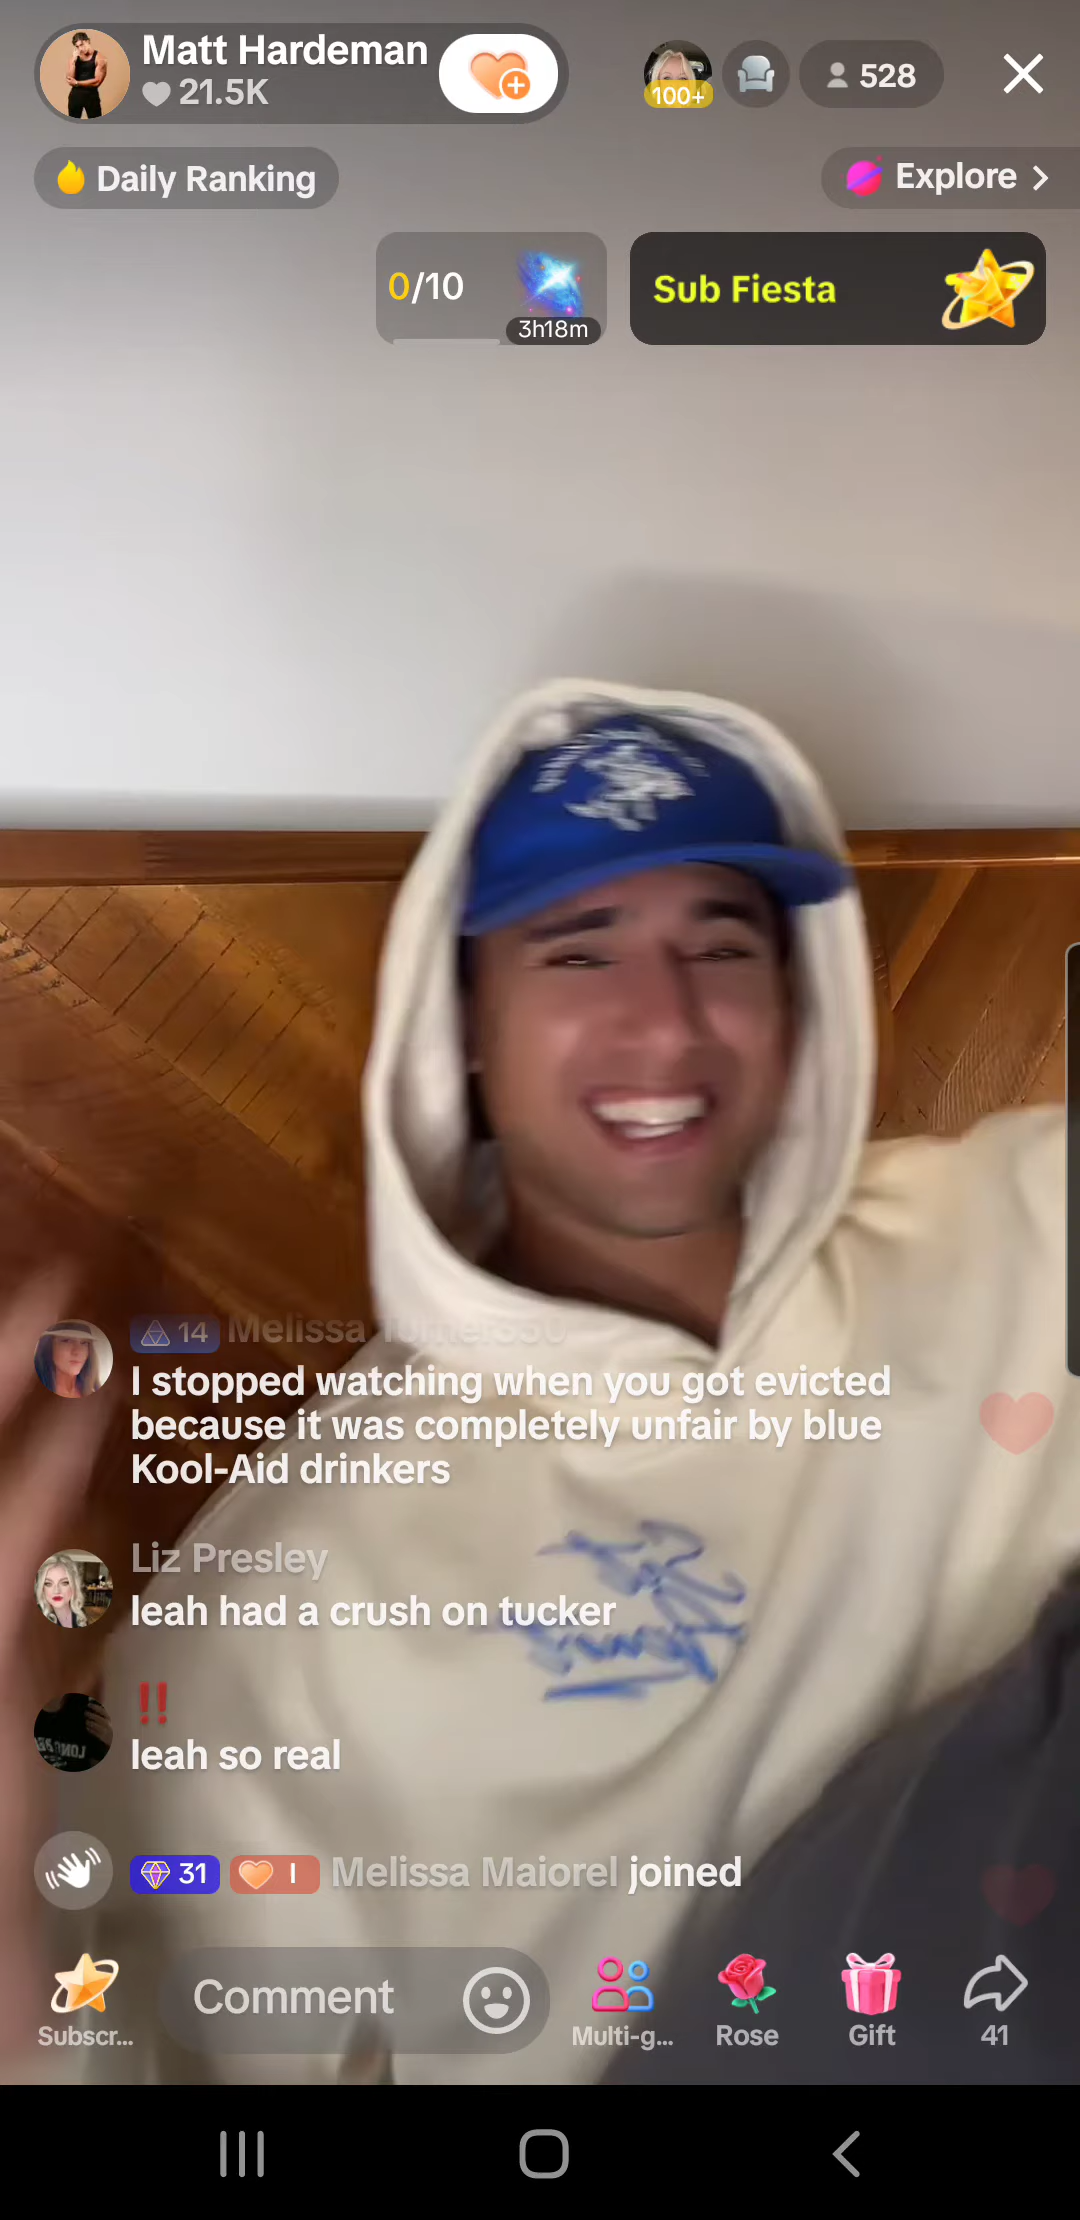 Matt Hardeman
21.5K
100+
528
Daily Ranking
Explore >
0/10
3h18m
Sub Fiesta
14 Melissa
I stopped watching when you got evicted
because it was completely unfair by blue
Kool-Aid drinkers
Liz Presley
leah had a crush on tucker
‼️
leah so real
31 I Melissa Maiorel joined
Comment
Subscr...
Multi-g...
Rose
Gift
41